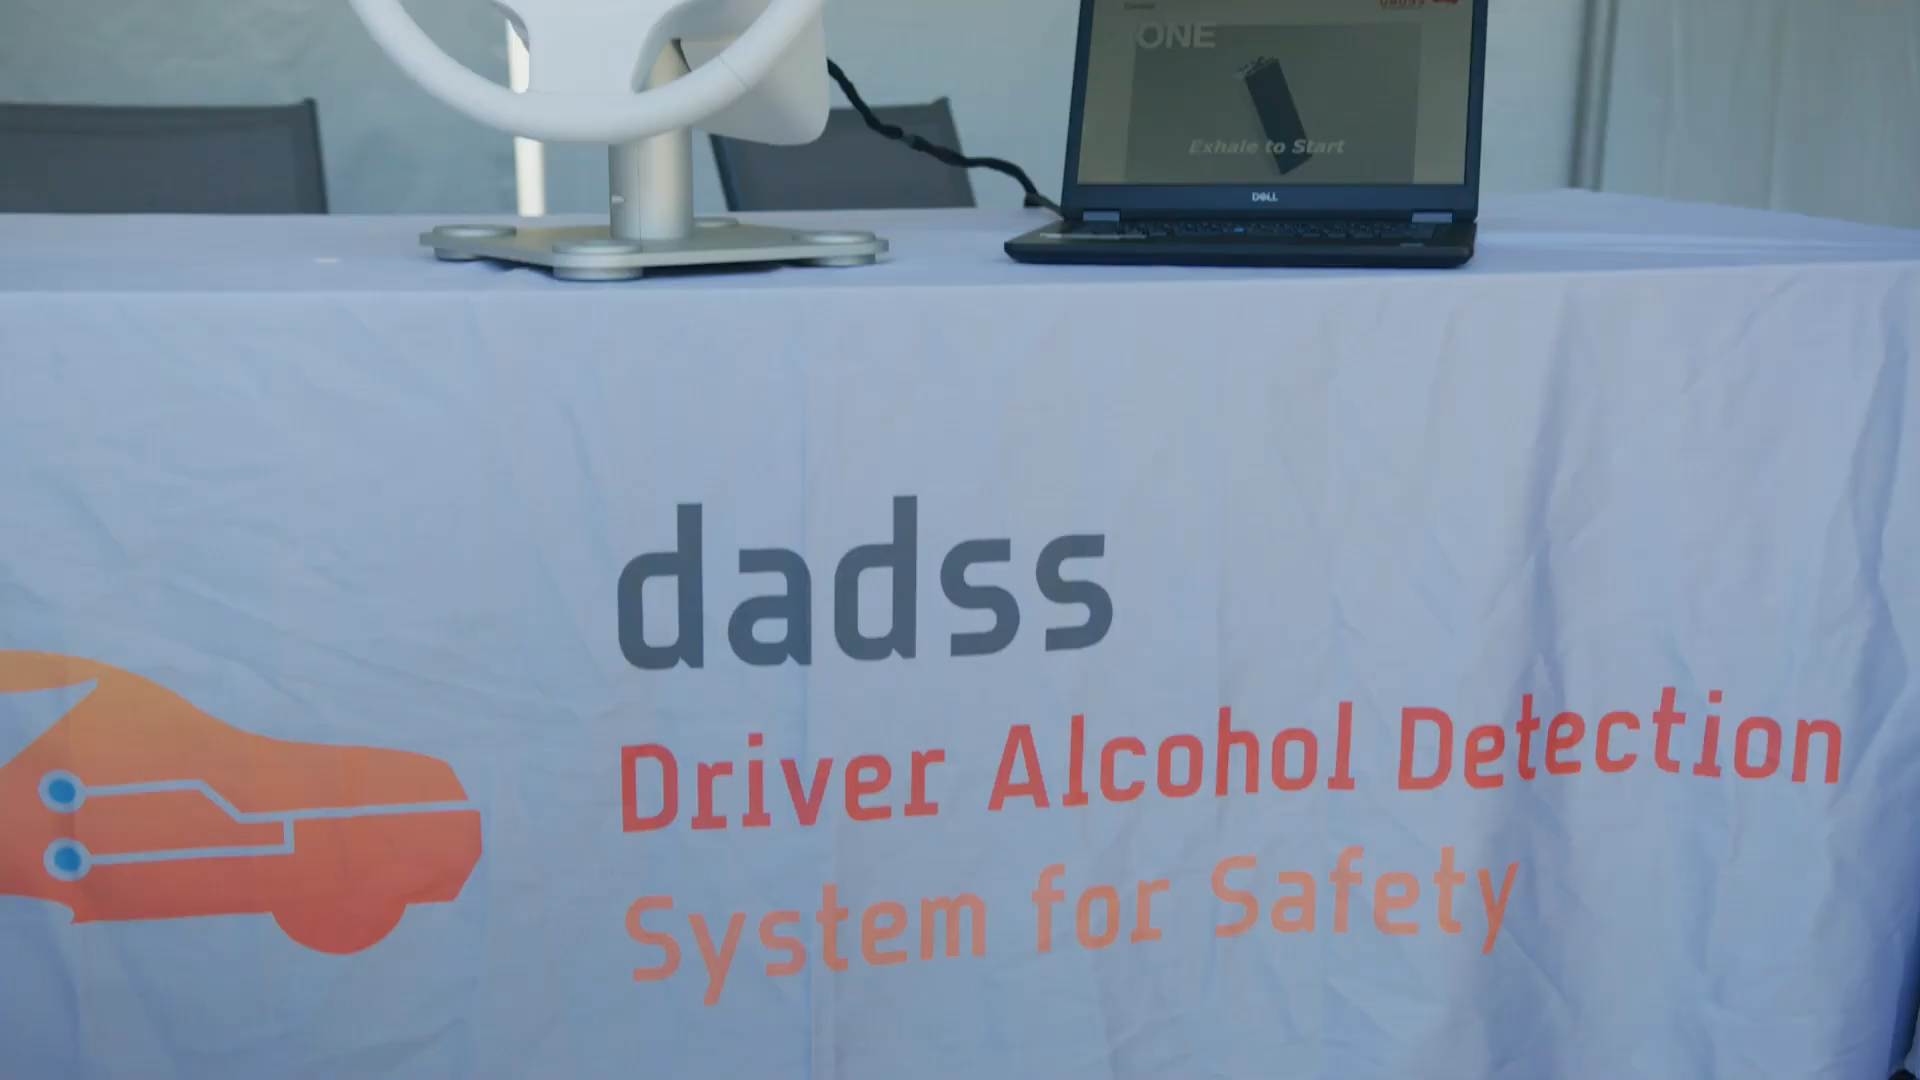 ONE
Exhale to Start
DELL
dadss
Driver Alcohol Detection
System for Safety